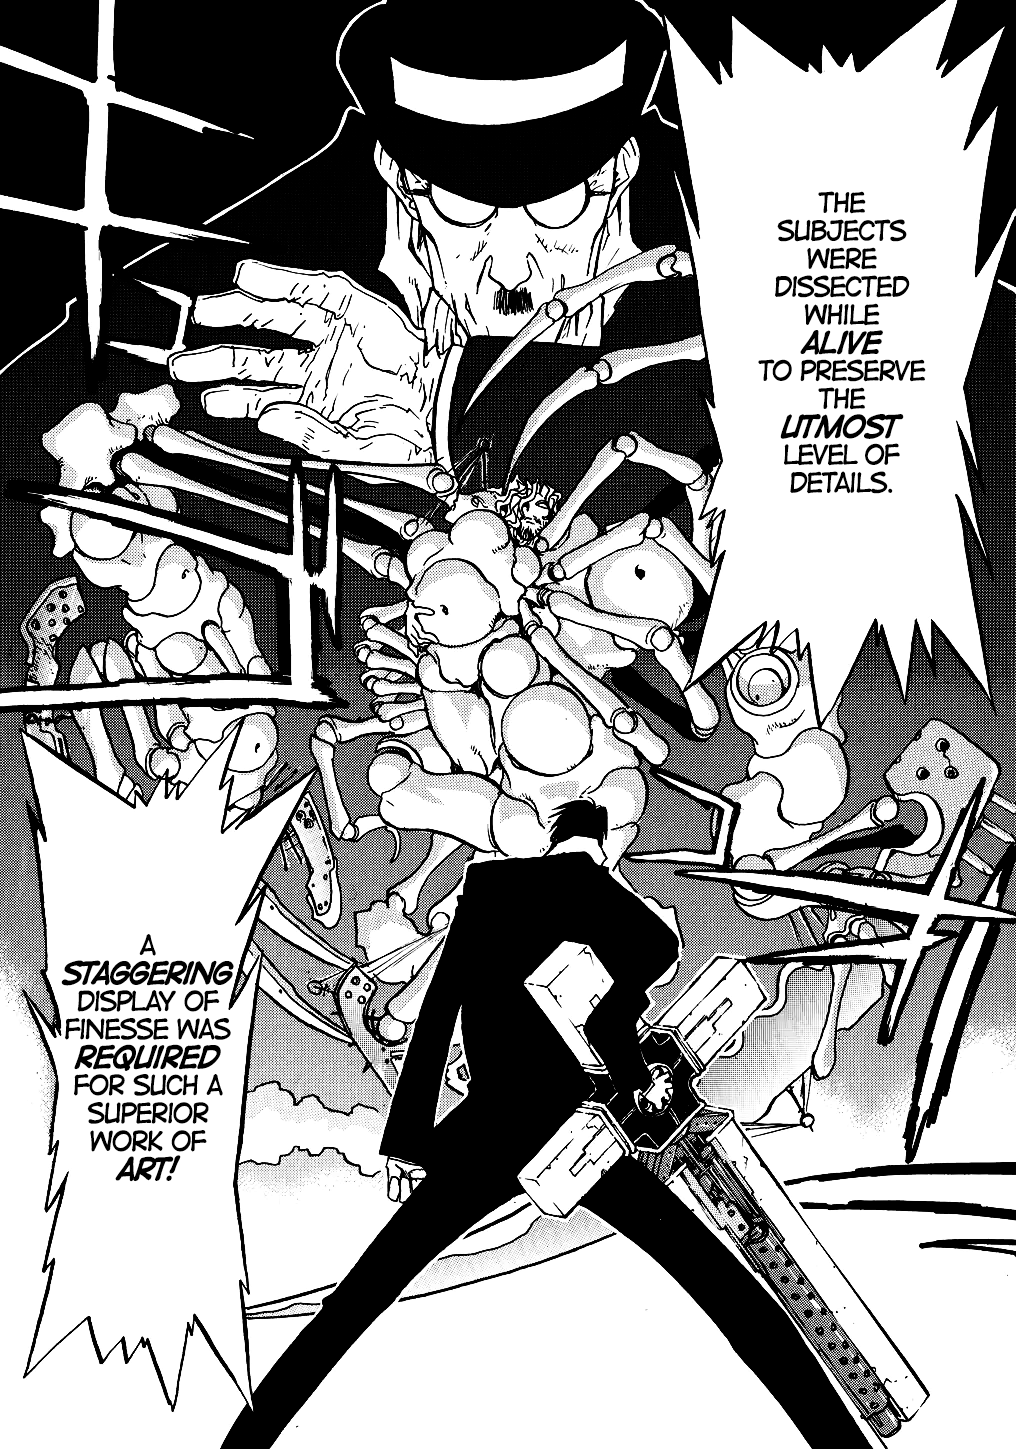 THE
SUBJECTS
WERE
DISSECTED
WHILE
ALIVE
TO PRESERVE
THE
UTMOST
LEVEL OF
DETAILS.
A
STAGGERING
DISPLAY OF
FINESSE WAS
REQUIRED
FOR SUCH A
SUPERIOR
WORK OF
ART!